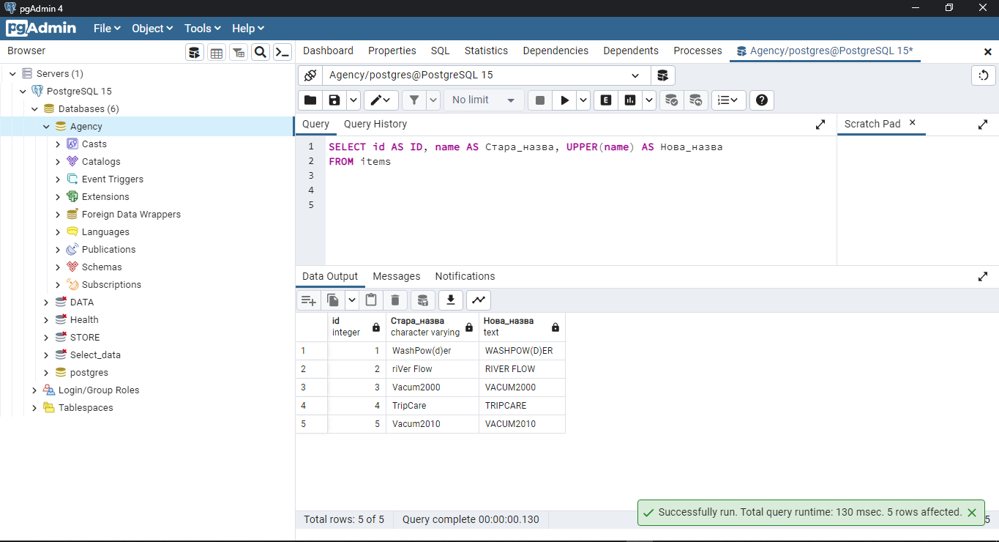 pgAdmin 4
pgAdmin File Object Tools Help
Browser
Dashboard Properties SQL Statistics Dependencies Dependents Processes Agency/postgres@PostgreSQL 15*
Servers (1)
PostgreSQL 15
Databases (6)
Agency
Casts
Catalogs
Event Triggers
Extensions
Foreign Data Wrappers
Languages
Publications
Schemas
Subscriptions
DATA
Health
STORE
Select_data
postgres
Login/Group Roles
Tablespaces
Agency/postgres@PostgreSQL 15
No limit E
Query Query History
Scratch Pad
1 SELECT id AS ID, name AS Стара_назва, UPPER(name) AS Нова_назва
2 FROM items
3
4
5
Data Output Messages Notifications
id Стара_назва Нова_назва
integer character varying text
1 1 WashPow(d)er WASHPOW(D)ER
2 2 riVer Flow RIVER FLOW
3 3 Vacum2000 VACUM2000
4 4 TripCare TRIPCARE
5 5 Vacum2010 VACUM2010
Successfully run. Total query runtime: 130 msec. 5 rows affected.
Total rows: 5 of 5 Query complete 00:00:00.130 5